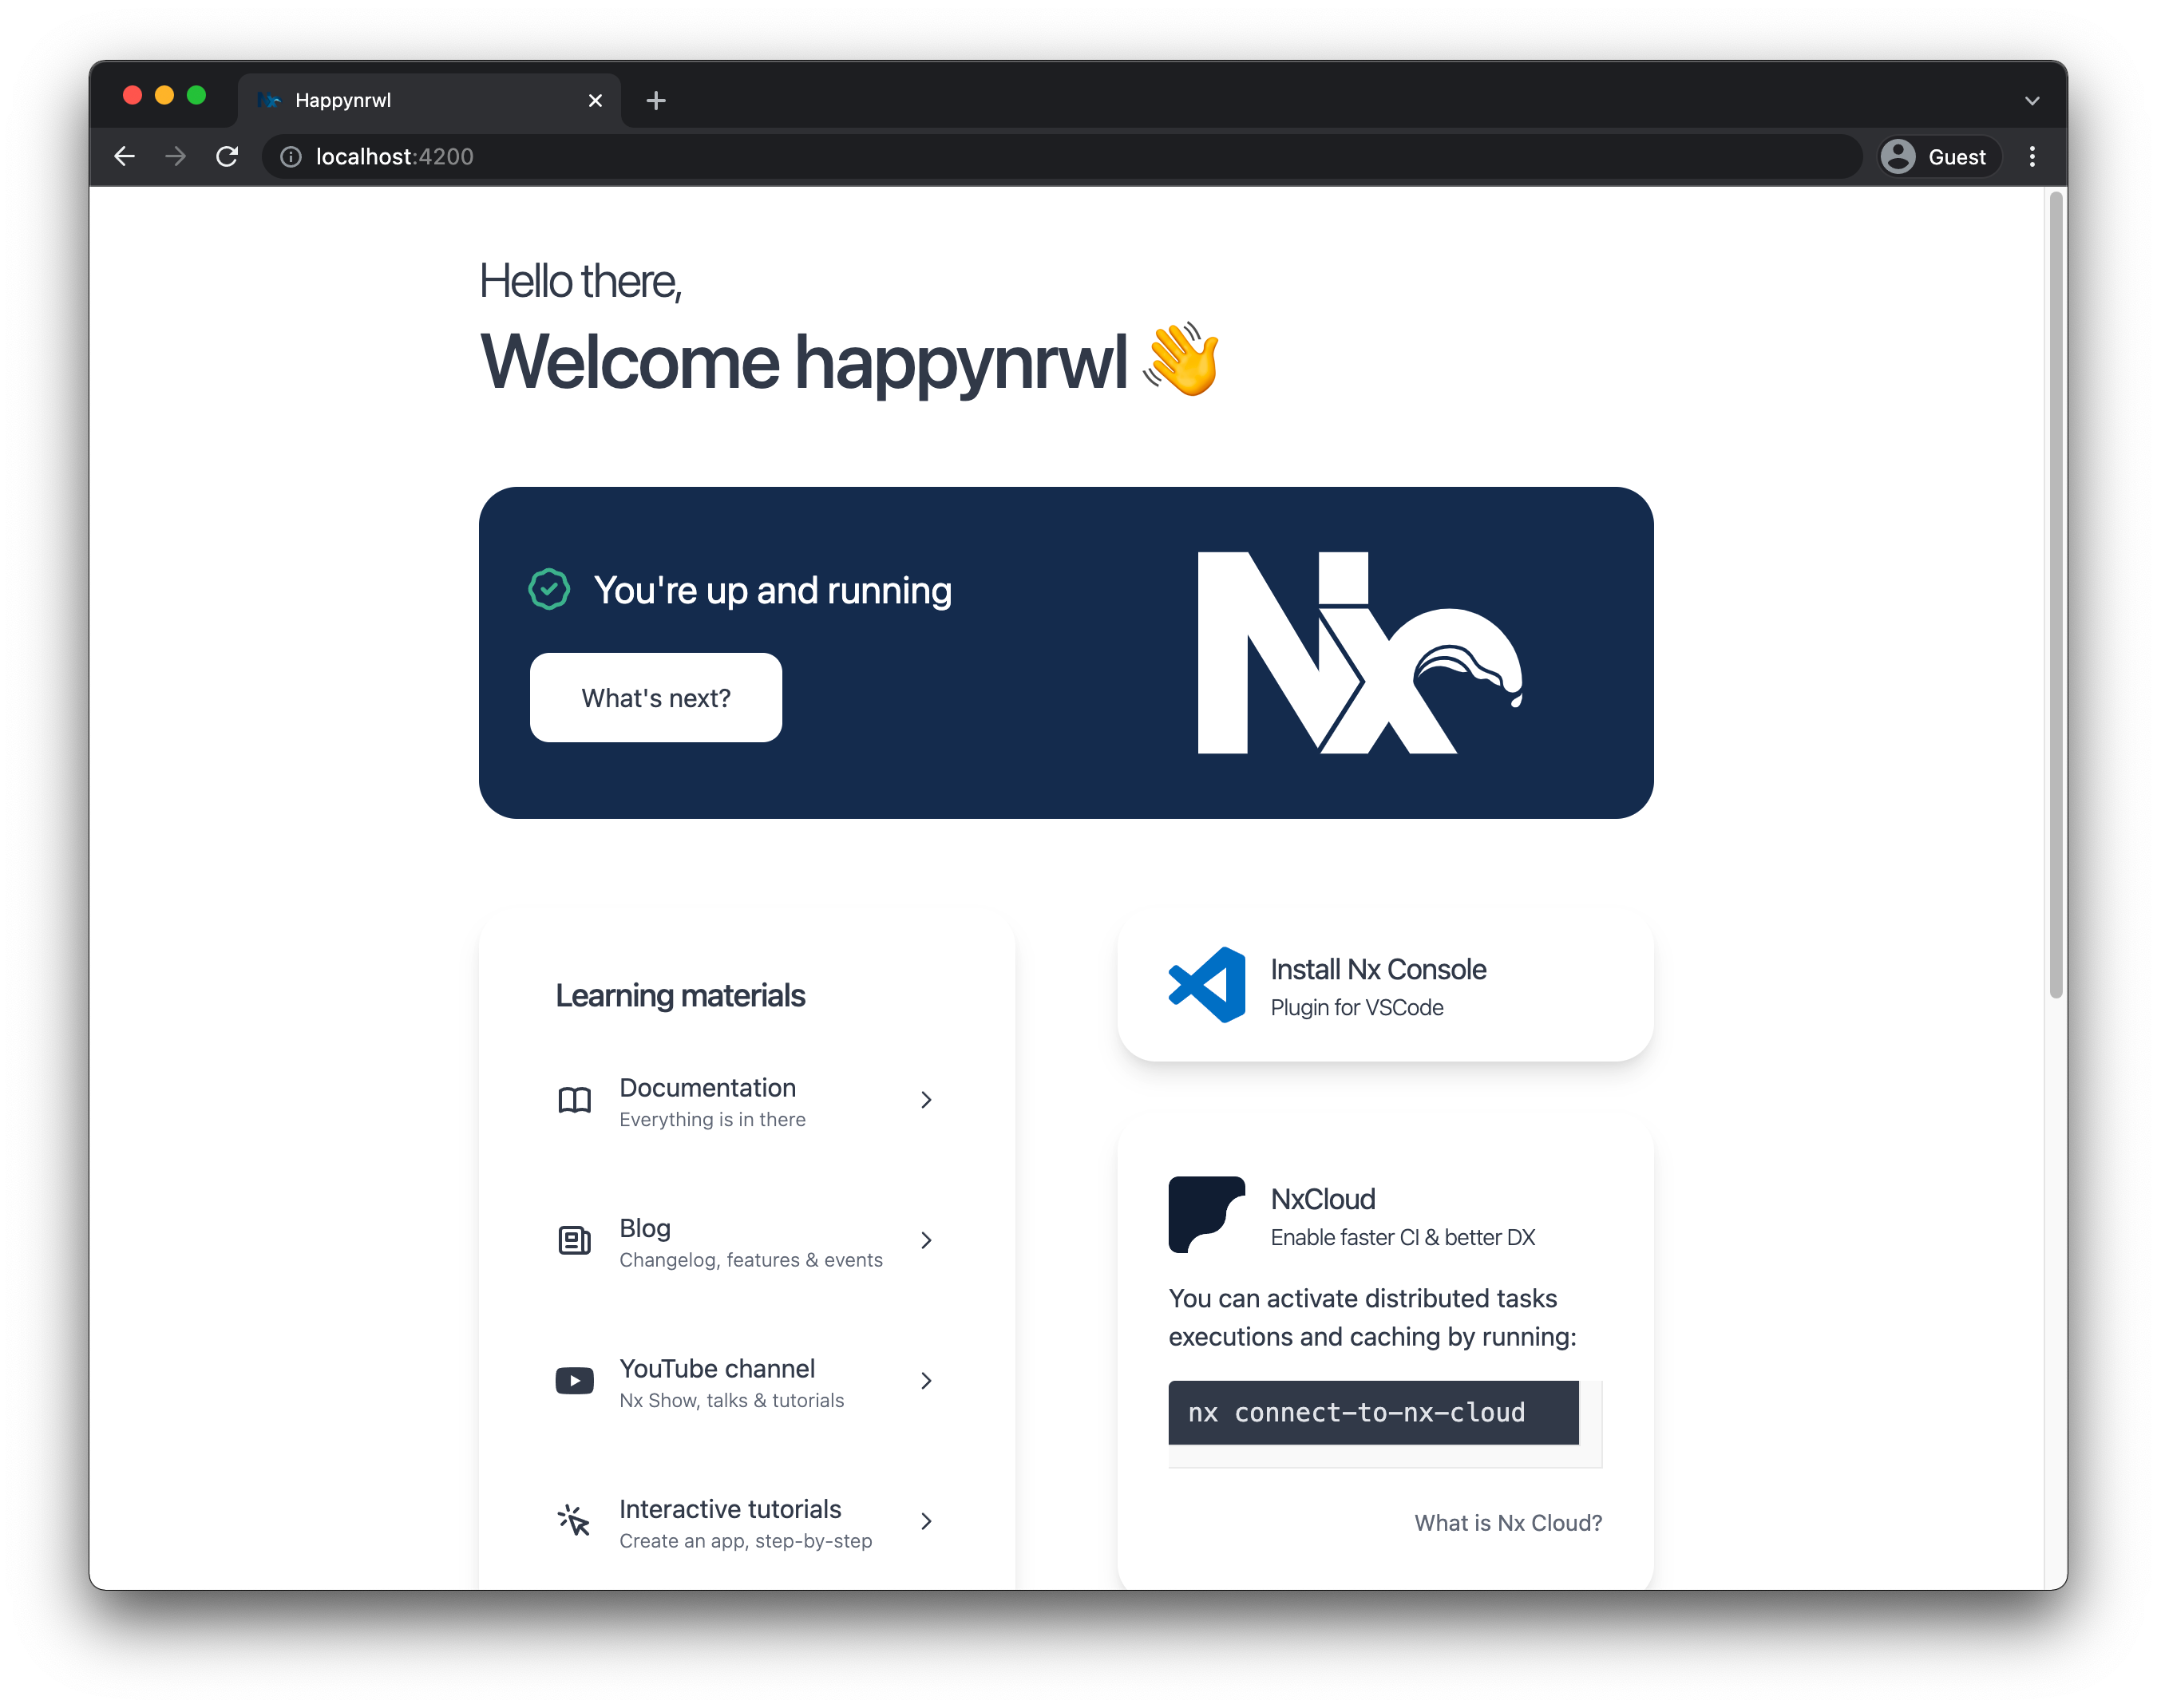 Happynrwl
localhost:4200
Guest
Hello there,
Welcome happynrwl 👋
You're up and running
What's next?
Nx
Learning materials
Documentation
Everything is in there
Blog
Changelog, features & events
YouTube channel
Nx Show, talks & tutorials
Interactive tutorials
Create an app, step-by-step
Install Nx Console
Plugin for VSCode
NxCloud
Enable faster CI & better DX
You can activate distributed tasks
executions and caching by running:
nx connect-to-nx-cloud
What is Nx Cloud?